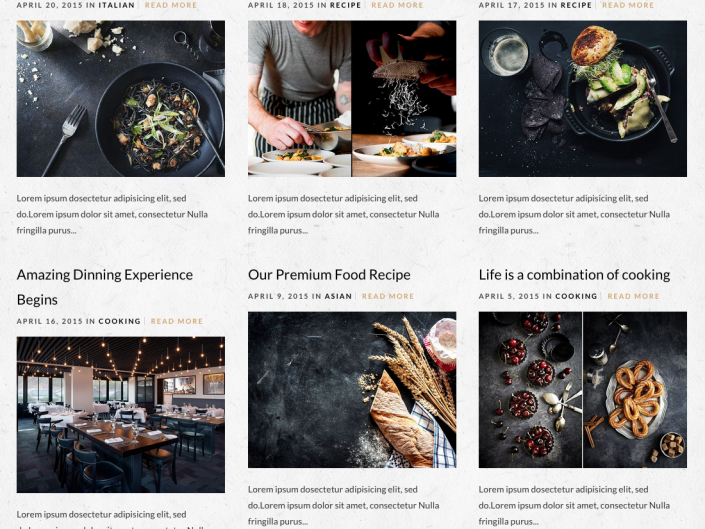 APRIL 20, 2015 IN ITALIAN READ MORE
APRIL 18, 2015 IN RECIPE READ MORE
APRIL 17, 2015 IN RECIPE READ MORE
Lorem ipsum dosectetur adipisicing elit, sed
do.Lorem ipsum dolor sit amet, consectetur Nulla
fringilla purus...
Lorem ipsum dosectetur adipisicing elit, sed
do.Lorem ipsum dolor sit amet, consectetur Nulla
fringilla purus...
Lorem ipsum dosectetur adipisicing elit, sed
do.Lorem ipsum dolor sit amet, consectetur Nulla
fringilla purus...
Amazing Dinning Experience
Begins
APRIL 16, 2015 IN COOKING READ MORE
Our Premium Food Recipe
APRIL 9, 2015 IN ASIAN READ MORE
Life is a combination of cooking
APRIL 5, 2015 IN COOKING READ MORE
Lorem ipsum dosectetur adipisicing elit, sed
Lorem ipsum dosectetur adipisicing elit, sed
do.Lorem ipsum dolor sit amet, consectetur Nulla
fringilla purus...
Lorem ipsum dosectetur adipisicing elit, sed
do.Lorem ipsum dolor sit amet, consectetur Nulla
fringilla purus...